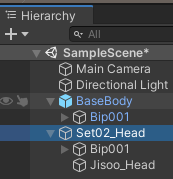 Hierarchy
All
SampleScene*
Main Camera
Directional Light
BaseBody
Bip001
Set02_Head
Bip001
Jisoo_Head